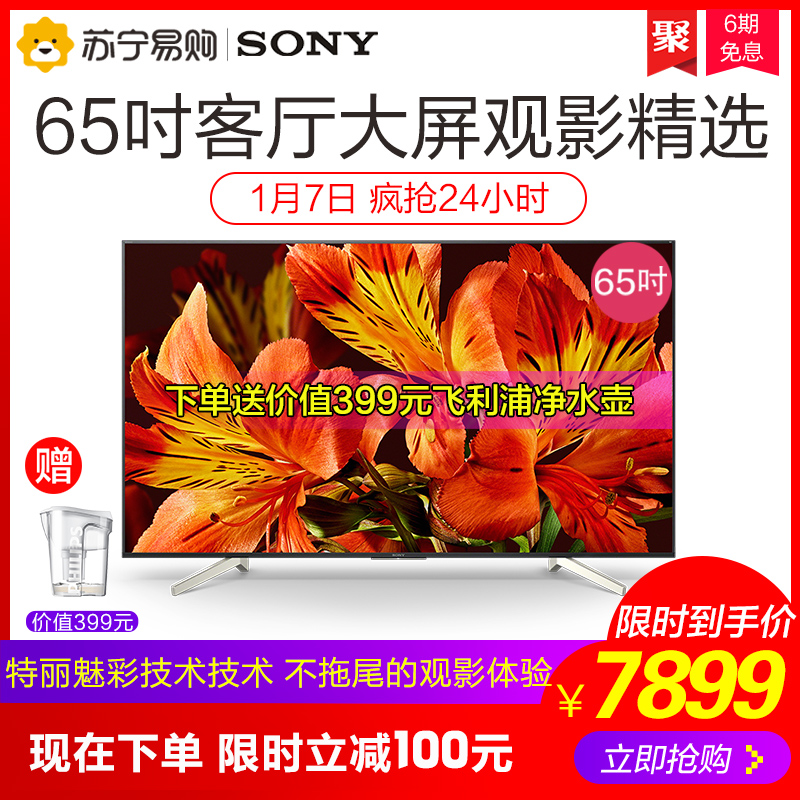 苏宁易购 SONY
聚
6期
免息
65吋客厅大屏观影精选
1月7日 疯抢24小时
65吋
下单送价值399元飞利浦净水壶
赠
PHILIPS
SONY
价值399元
限时到手价
特丽魅彩技术技术 不拖尾的观影体验
¥7899
现在下单 限时立减100元
立即抢购